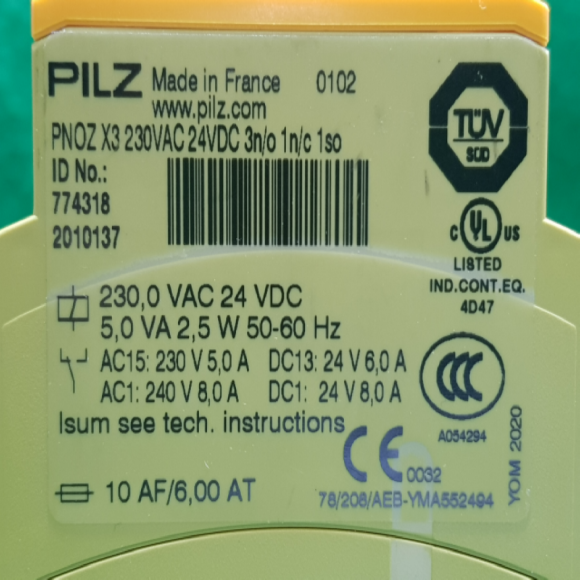 PILZ Made in France 0102
www.pilz.com
PNOZ X3 230VAC 24VDC 3n/o 1n/c 1so
ID No.:
774318
2010137
TÜV
SÜD
C UL US
LISTED
IND.CONT.EQ.
4D47
230,0 VAC 24 VDC
5,0 VA 2,5 W 50-60 Hz
AC15: 230 V 5,0 A DC13: 24 V 6,0 A
AC1: 240 V 8,0 A DC1: 24 V 8,0 A
Isum see tech. instructions
CCC
A054294
CE 0032
10 AF/6,00 AT
78/208/AEB-YMA552494
YOM 2020